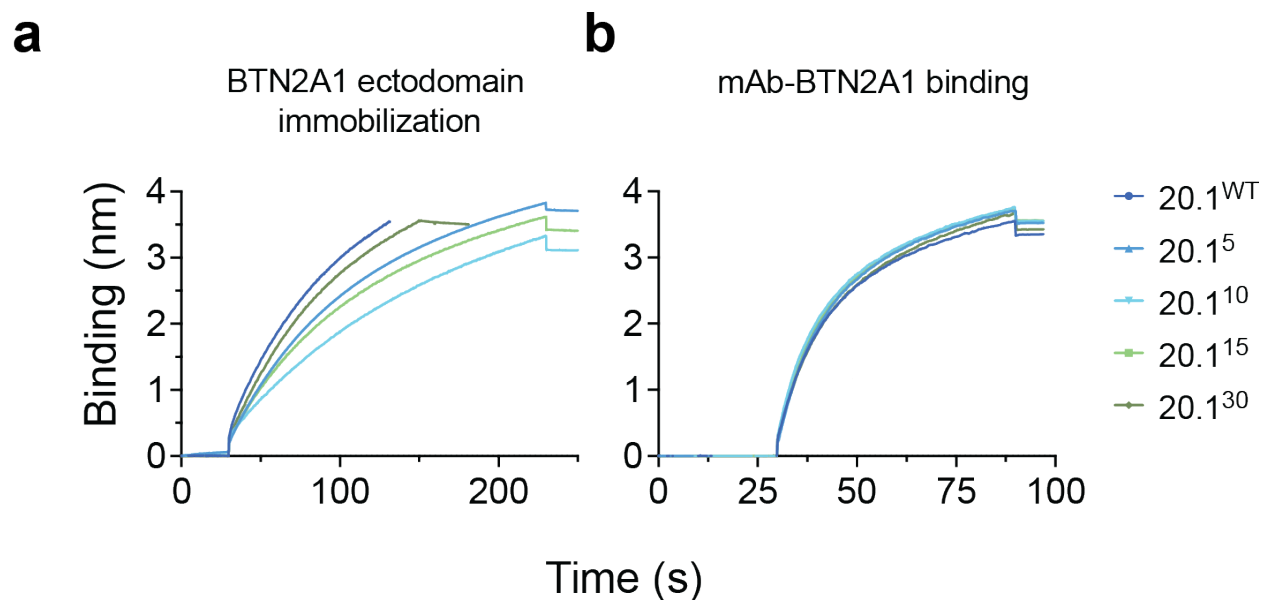 a
b
BTN2A1 ectodomain
immobilization
mAb-BTN2A1 binding
Binding (nm)
4
3
2
1
0
0
100
200
4
3
2
1
0
0
25
50
75
100
Time (s)
20.1WT
20.15
20.110
20.115
20.130